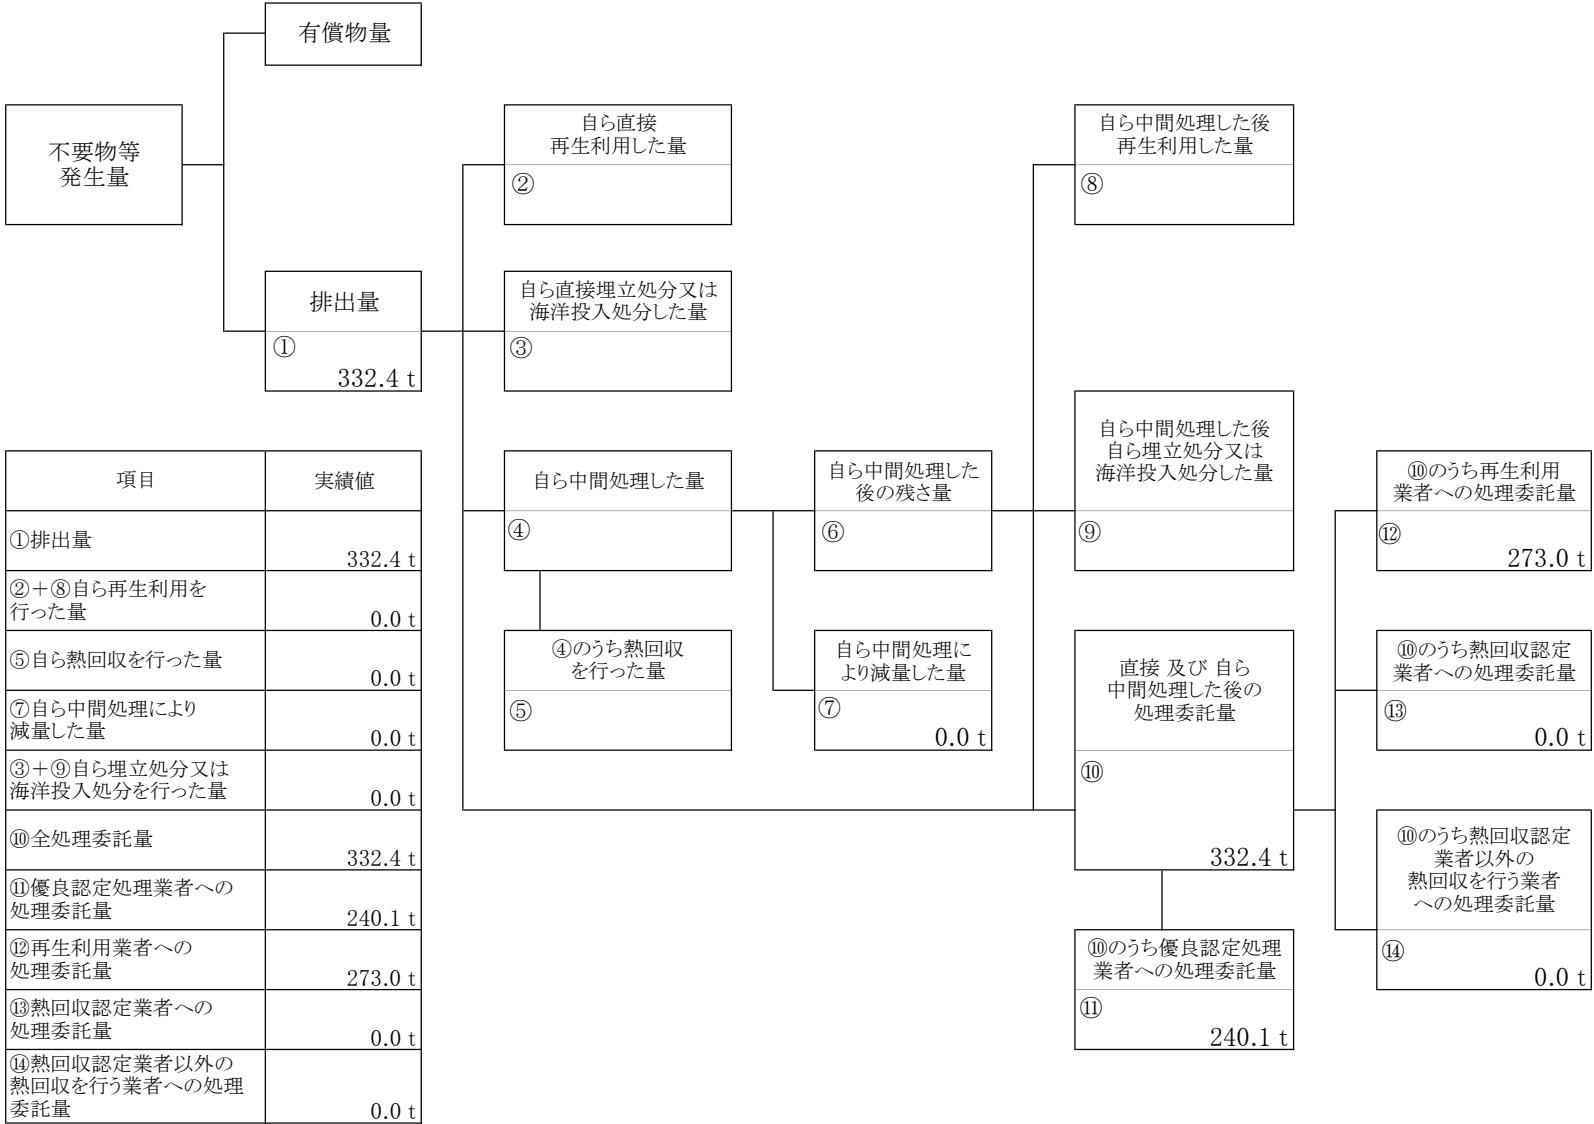 有償物量
不要物等
発生量
自ら直接
再生利用した量
②
自ら中間処理した後
再生利用した量
⑧
排出量
①
332.4 t
自ら直接埋立処分又は
海洋投入処分した量
③
自ら中間処理した量
④
自ら中間処理した
後の残さ量
⑥
自ら中間処理した後
自ら埋立処分又は
海洋投入処分した量
⑨
⑩のうち再生利用
業者への処理委託量
⑫
273.0 t
④のうち熱回収
を行った量
⑤
自ら中間処理に
より減量した量
⑦
0.0 t
直接 及び 自ら
中間処理した後の
処理委託量
⑩
332.4 t
⑩のうち熱回収認定
業者への処理委託量
⑬
0.0 t
⑩のうち熱回収認定
業者以外の
熱回収を行う業者
への処理委託量
⑭
0.0 t
⑩のうち優良認定処理
業者への処理委託量
⑪
240.1 t
項目 実績値
①排出量
332.4 t
②＋⑧自ら再生利用を
行った量
0.0 t
⑤自ら熱回収を行った量
0.0 t
⑦自ら中間処理により
減量した量
0.0 t
③＋⑨自ら埋立処分又は
海洋投入処分を行った量
0.0 t
⑩全処理委託量
332.4 t
⑪優良認定処理業者への
処理委託量
240.1 t
⑫再生利用業者への
処理委託量
273.0 t
⑬熱回収認定業者への
処理委託量
0.0 t
⑭熱回収認定業者以外の
熱回収を行う業者への処理
委託量
0.0 t